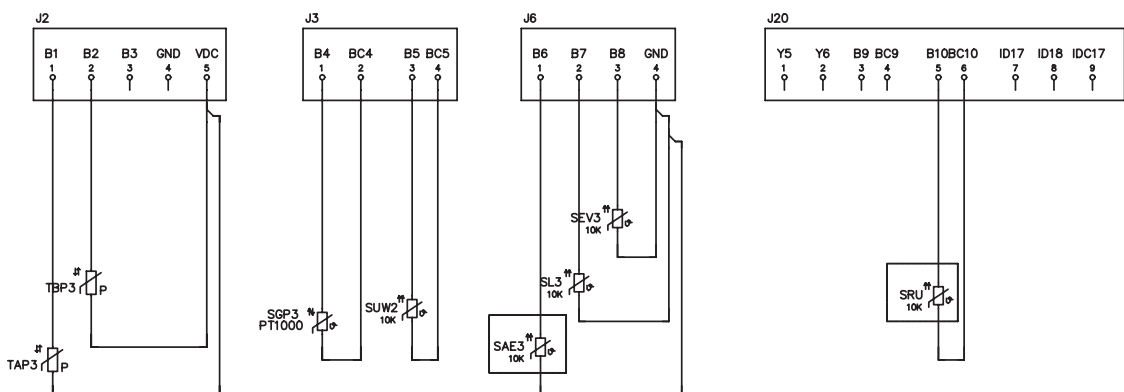 J2
B1 B2 B3 GND VDC
1 2 3 4 5
TBP3 P
TAP3 P
J3
B4 BC4 B5 BC5
1 2 3 4
SGP3
PT1000
SUW2
10K
J6
B6 B7 B8 GND
1 2 3 4
SEV3
10K
SL3
10K
SAE3
10K
J20
Y5 Y6 B9 BC9 B10 BC10 ID17 ID18 IDC17
1 2 3 4 5 6 7 8 9
SRU
10K